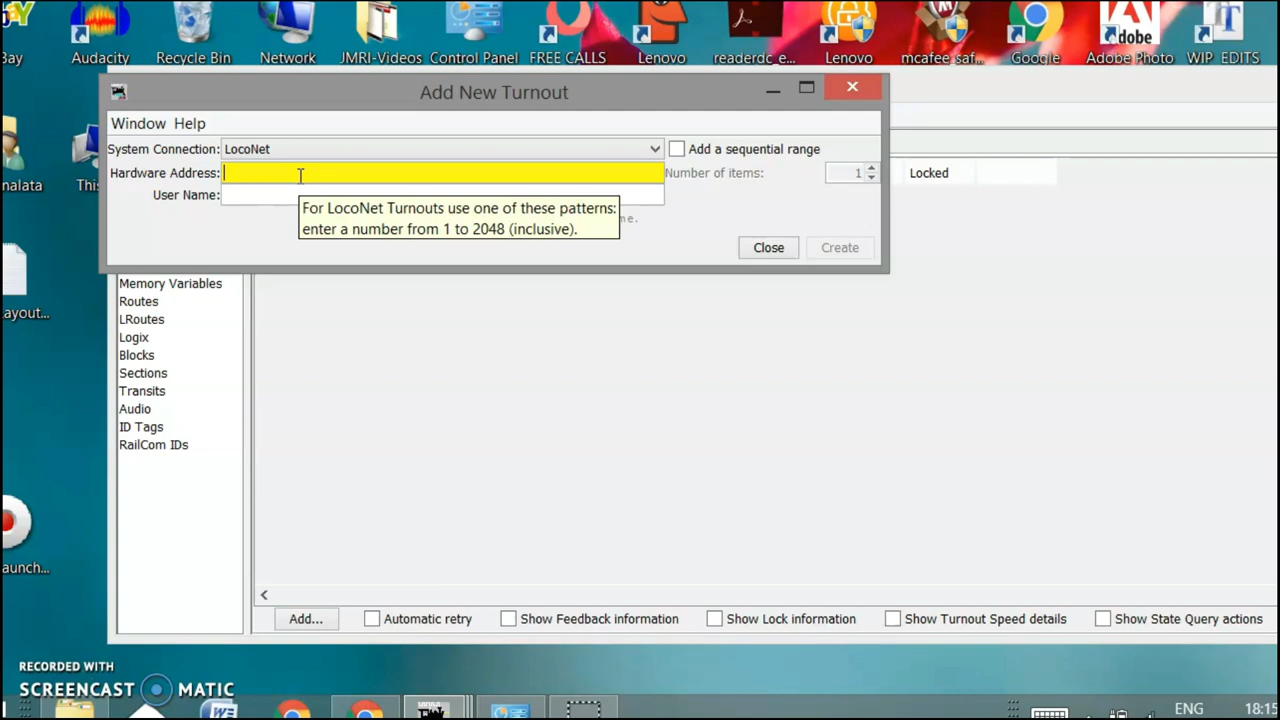 Bay
Audacity
Recycle Bin
Network
JMRI-Videos
Control Panel
FREE CALLS
Lenovo
readerdc_e...
Lenovo
mcafee_saf...
Google
Adobe
Adobe Photo
WIP_EDITS
Add New Turnout
Window Help
System Connection: LocoNet
Add a sequential range
Hardware Address:
Number of items: 1
Locked
User Name:
For LocoNet Turnouts use one of these patterns:
enter a number from 1 to 2048 (inclusive).
me.
Close
Create
nalata
This
Memory Variables
Routes
LRoutes
Logix
Blocks
Sections
Transits
Audio
ID Tags
RailCom IDs
ayout...
aunch...
Add...
Automatic retry
Show Feedback information
Show Lock information
Show Turnout Speed details
Show State Query actions
RECORDED WITH
SCREENCAST MATIC
ENG
18:15